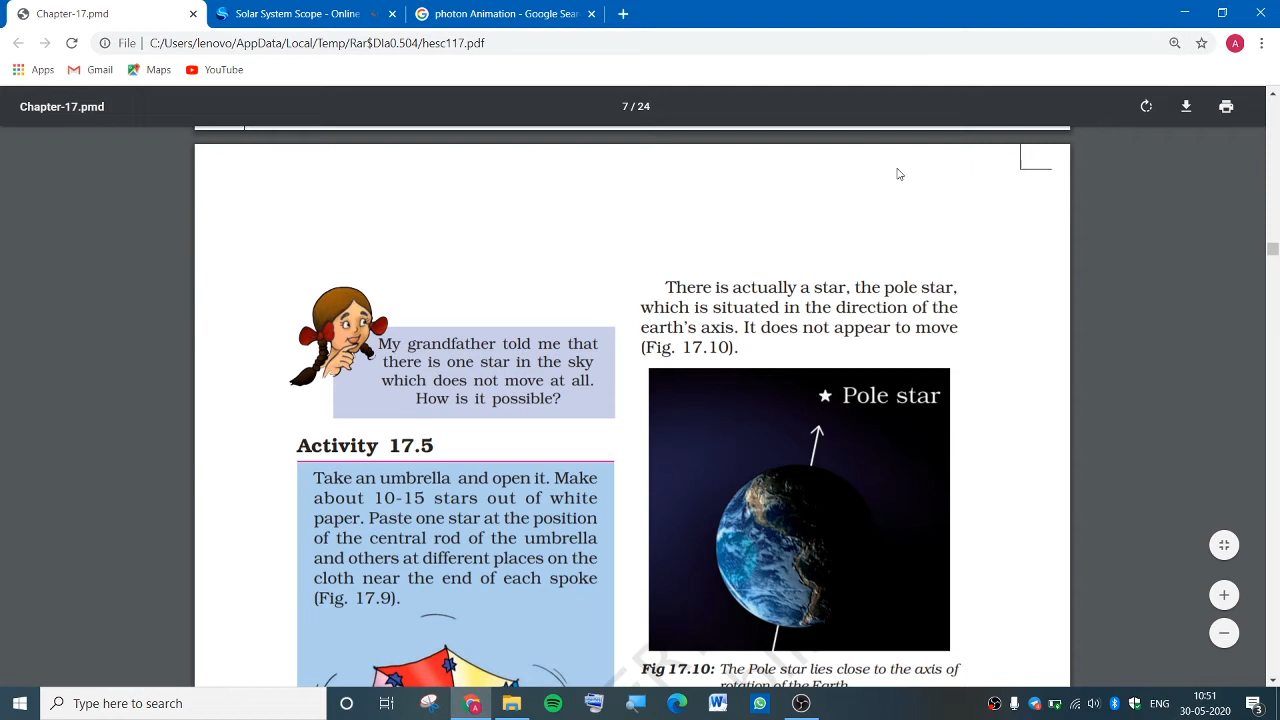 Chapter-17.pmd
Solar System Scope - Online
photon Animation - Google Sear
File
C:/Users/lenovo/AppData/Local/Temp/Rar$DIa0.504/hesc117.pdf
A
Apps
Gmail
Maps
YouTube
Chapter-17.pmd
7 / 24
My grandfather told me that
there is one star in the sky
which does not move at all.
How is it possible?
Activity 17.5
Take an umbrella and open it. Make
about 10-15 stars out of white
paper. Paste one star at the position
of the central rod of the umbrella
and others at different places on the
cloth near the end of each spoke
(Fig. 17.9).
There is actually a star, the pole star,
which is situated in the direction of the
earth's axis. It does not appear to move
(Fig. 17.10).
Pole star
Fig 17.10: The Pole star lies close to the axis of
rotation of the Earth
Type here to search
ENG
10:51
30-05-2020
3